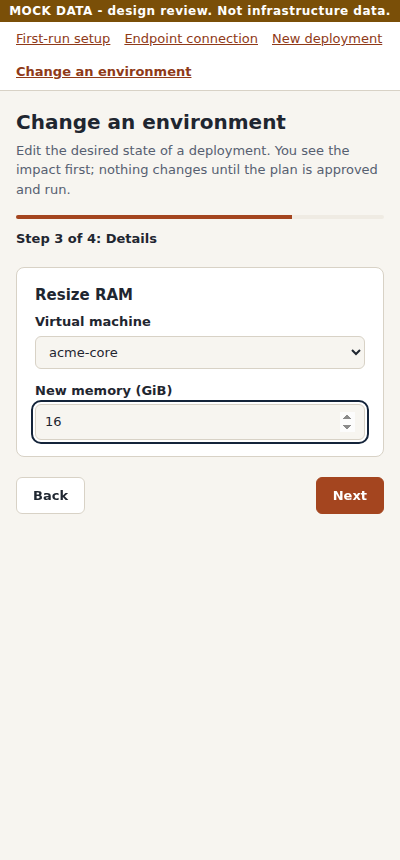 MOCK DATA - design review. Not infrastructure data.
First-run setup Endpoint connection New deployment
Change an environment
Change an environment
Edit the desired state of a deployment. You see the
impact first; nothing changes until the plan is approved
and run.
Step 3 of 4: Details
Resize RAM
Virtual machine
acme-core
New memory (GiB)
16
Back Next